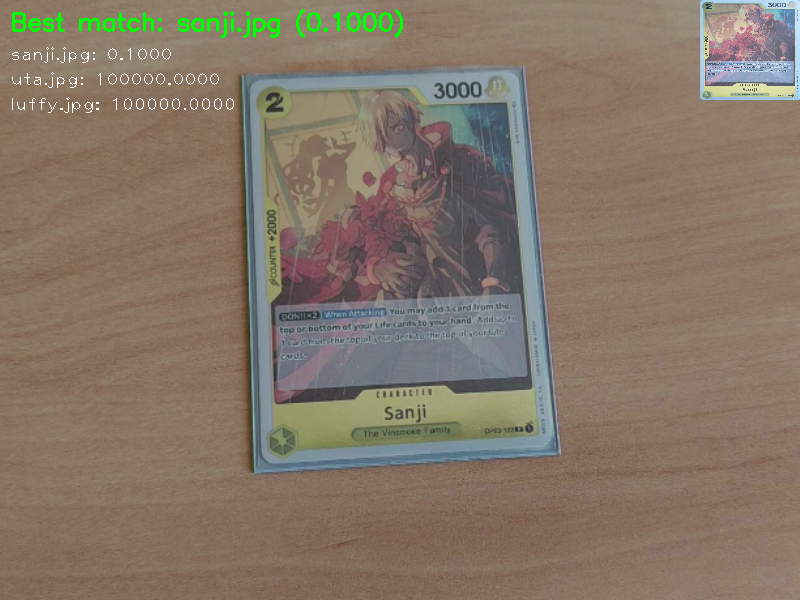 Best match: sanji.jpg (0.1000)
sanji.jpg: 0.1000
uta.jpg: 100000.0000
luffy.jpg: 100000.0000
2
3000
COUNTER +2000
DON!!×2 When Attacking You may add 1 card from the
top or bottom of your Life cards to your hand. Add up to
1 card from the top of your deck to the top of your Life
cards.
CHARACTER
Sanji
The Vinsmoke Family
3000
Sanji